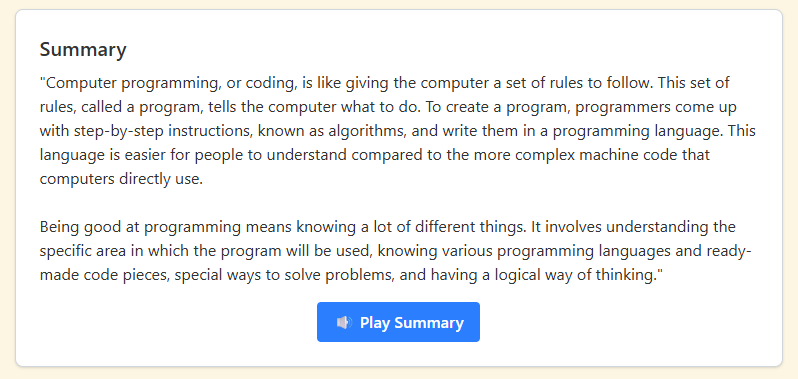 Summary
"Computer programming, or coding, is like giving the computer a set of rules to follow. This set of
rules, called a program, tells the computer what to do. To create a program, programmers come up
with step-by-step instructions, known as algorithms, and write them in a programming language. This
language is easier for people to understand compared to the more complex machine code that
computers directly use.
Being good at programming means knowing a lot of different things. It involves understanding the
specific area in which the program will be used, knowing various programming languages and ready-
made code pieces, special ways to solve problems, and having a logical way of thinking."
Play Summary